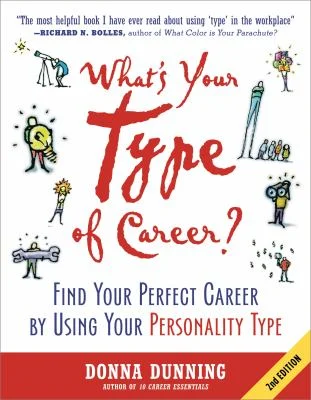 "The most helpful book I have ever read about using 'type' in the workplace"
—RICHARD N. BOLLES, author of What Color is Your Parachute?
What's Your
Type
of Career?
FIND YOUR PERFECT CAREER
BY USING YOUR PERSONALITY TYPE
DONNA DUNNING
AUTHOR OF 10 CAREER ESSENTIALS
2nd EDITION